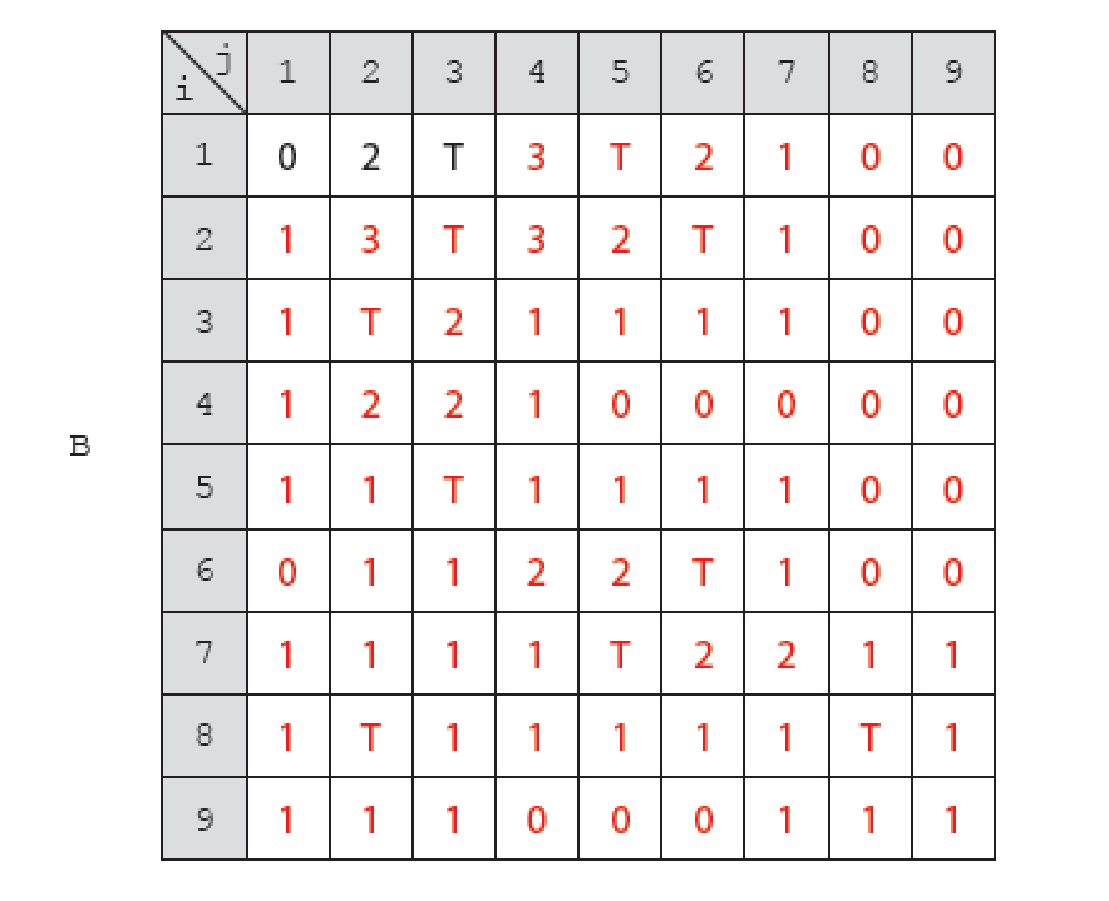 j
i 1 2 3 4 5 6 7 8 9
1 0 2 T 3 T 2 1 0 0
2 1 3 T 3 2 T 1 0 0
3 1 T 2 1 1 1 1 0 0
4 1 2 2 1 0 0 0 0 0
B
5 1 1 T 1 1 1 1 0 0
6 0 1 1 2 2 T 1 0 0
7 1 1 1 1 T 2 2 1 1
8 1 T 1 1 1 1 1 T 1
9 1 1 1 0 0 0 1 1 1